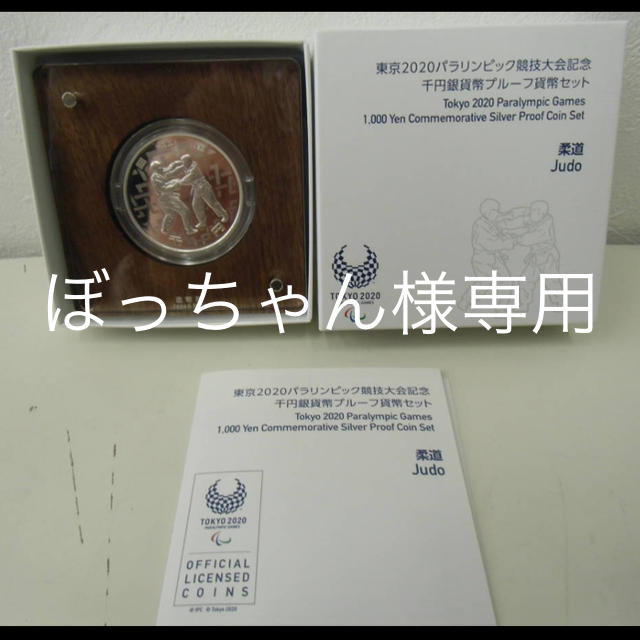 東京2020パラリンピック競技大会記念
千円銀貨幣プルーフ貨幣セット
Tokyo 2020 Paralympic Games
1,000 Yen Commemorative Silver Proof Coin Set
柔道
Judo
TOKYO 2020
ぼっちゃん様専用
東京2020パラリンピック競技大会記念
千円銀貨幣プルーフ貨幣セット
Tokyo 2020 Paralympic Games
1,000 Yen Commemorative Silver Proof Coin Set
柔道
Judo
TOKYO 2020
PARALYMPIC GAMES
OFFICIAL
LICENSED
COINS
© IPC © Tokyo 2020